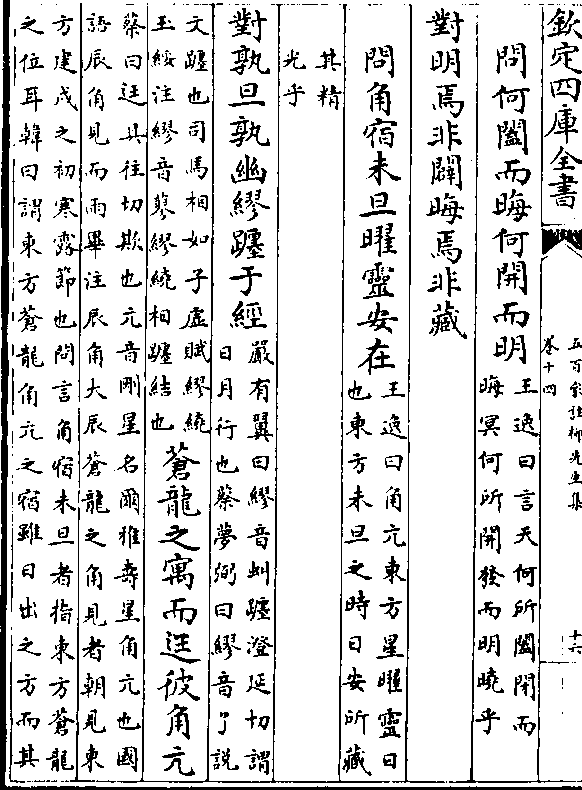 欽定四庫全書
五百家註柳先生集
卷十四
十六
問何闔而晦何開而明
王逸曰言天何所闔閉而
晦冥何所開發而明曉乎
對明焉非闢晦焉非藏
問角宿未旦曜靈安在
王逸曰角亢東方星曜靈日
也東方未旦之時日安所藏
其精
光乎
對孰旦孰幽繆躔于經
嚴有翼曰繆音虯躔澄延切謂
日月行也蔡夢弼曰繆音了説
文躔也司馬相如子虛賦繆繞
玉綏注繆音蓼繆繞相躔結也
蒼龍之寓而迋彼角亢
蔡曰迋具往切欺也亢音剛星名爾雅壽星角亢也國
語辰角見而雨畢注辰角大辰蒼龍之角見者朝見東
方建戌之初寒露節也問言角宿未旦者指東方蒼龍
之位耳韓曰謂東方蒼龍角亢之宿雖日出之方而其